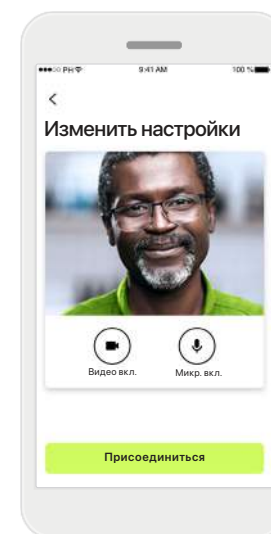 PH 9:41 AM 100 %
Изменить настройки
Видео вкл. Микр. вкл.
Присоединиться